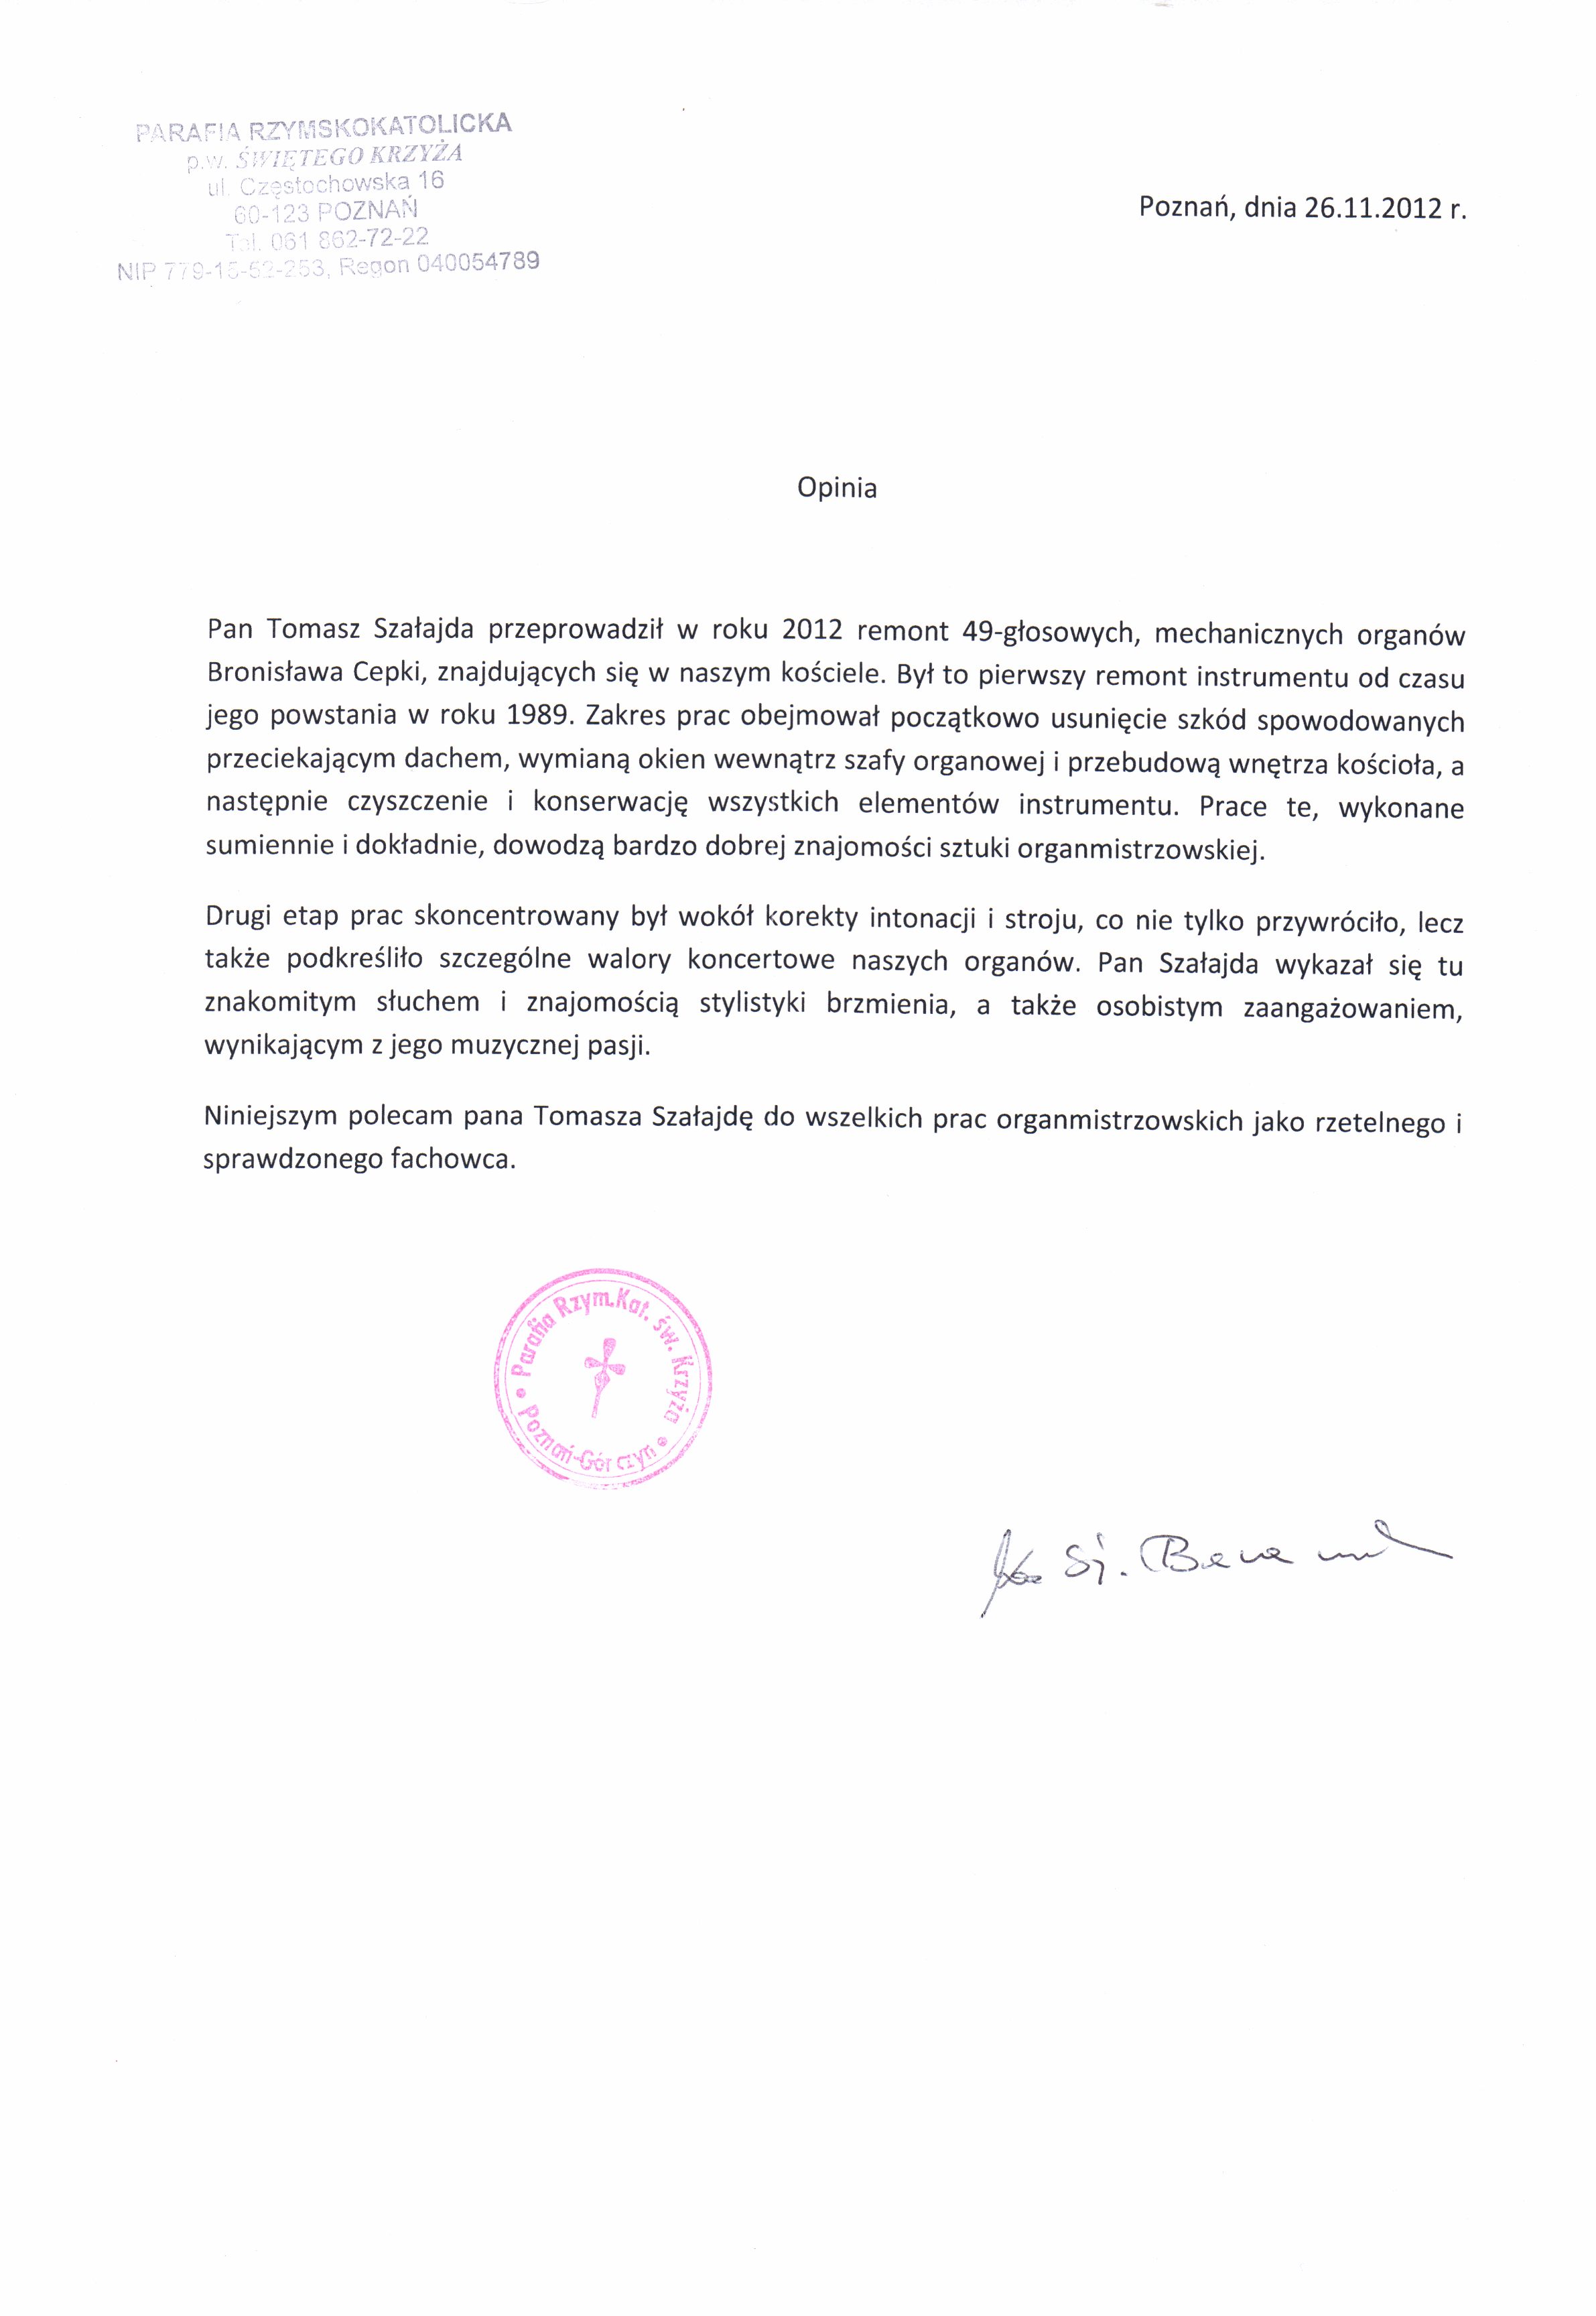 PARAFIA RZYMSKOKATOLICKA
p.w. ŚWIĘTEGO KRZYŻA
ul. Częstochowska 16
60-123 POZNAŃ
Tel. 061 862-72-22
NIP 779-15-52-253, Regon 040054789
Poznań, dnia 26.11.2012 r.
Opinia
Pan Tomasz Szałajda przeprowadził w roku 2012 remont 49-głosowych, mechanicznych organów
Bronisława Cepki, znajdujących się w naszym kościele. Był to pierwszy remont instrumentu od czasu
jego powstania w roku 1989. Zakres prac obejmował początkowo usunięcie szkód spowodowanych
przeciekającym dachem, wymianą okien wewnątrz szafy organowej i przebudową wnętrza kościoła, a
następnie czyszczenie i konserwację wszystkich elementów instrumentu. Prace te, wykonane
sumiennie i dokładnie, dowodzą bardzo dobrej znajomości sztuki organmistrzowskiej.
Drugi etap prac skoncentrowany był wokół korekty intonacji i stroju, co nie tylko przywróciło, lecz
także podkreśliło szczególne walory koncertowe naszych organów. Pan Szałajda wykazał się tu
znakomitym słuchem i znajomością stylistyki brzmienia, a także osobistym zaangażowaniem,
wynikającym z jego muzycznej pasji.
Niniejszym polecam pana Tomasza Szałajdę do wszelkich prac organmistrzowskich jako rzetelnego i
sprawdzonego fachowca.
Parafia Rzym.Kat. św. Krzyża
Poznań-Górczyn